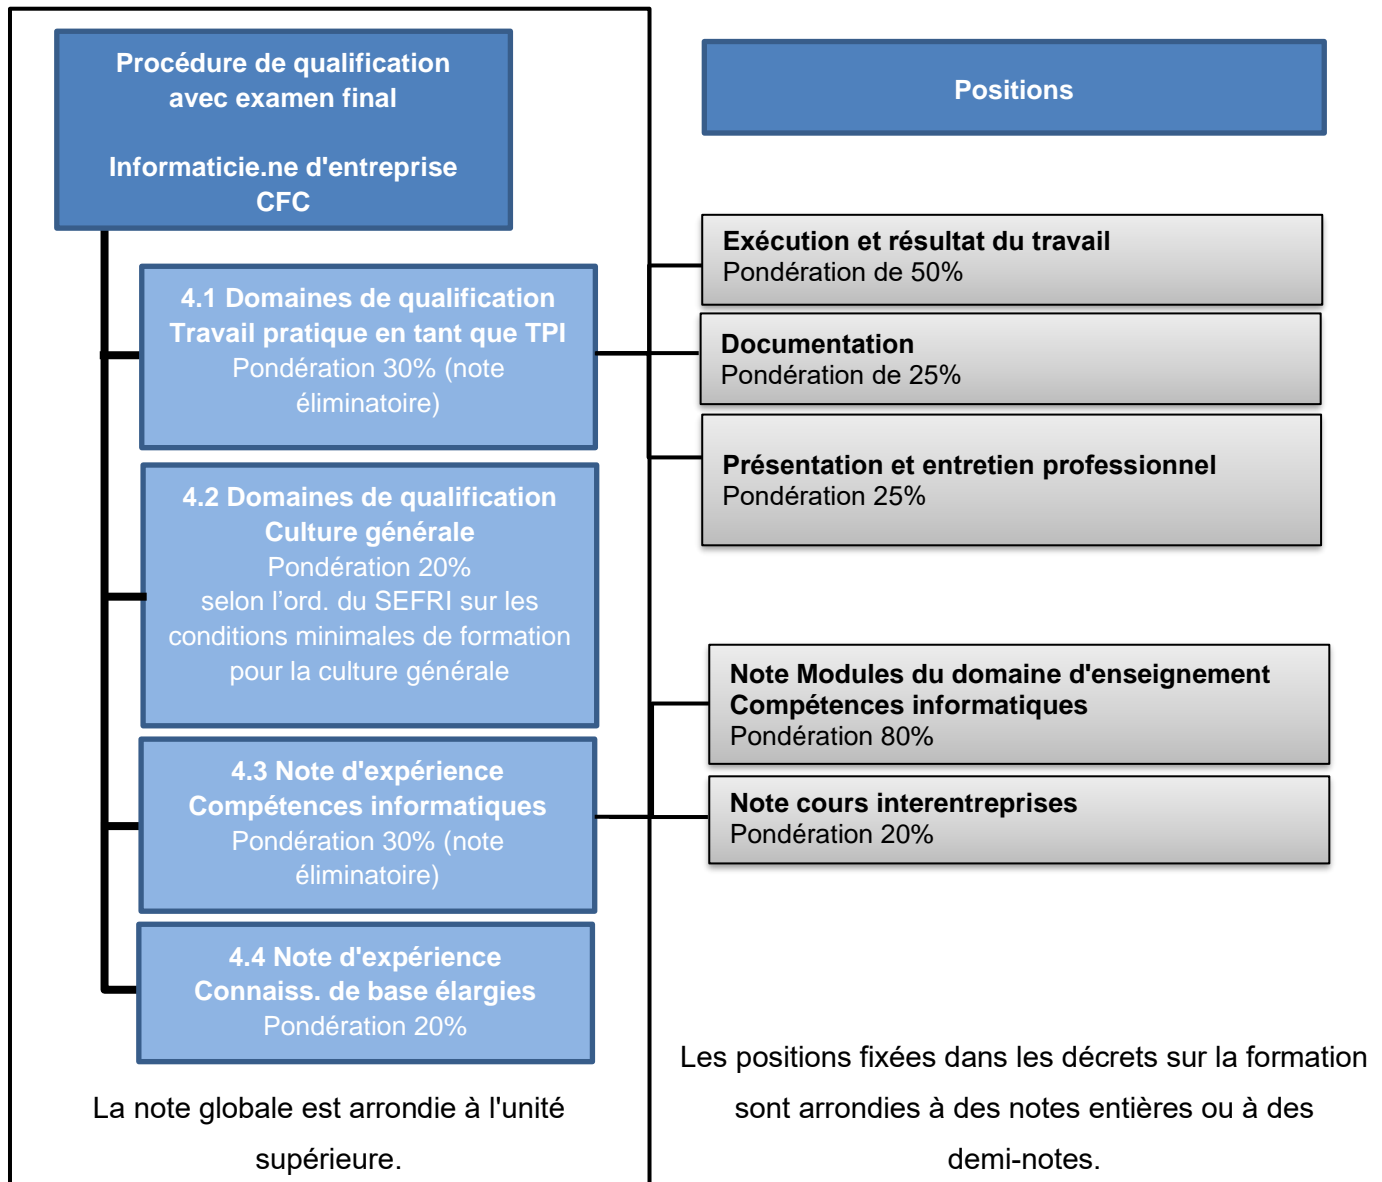 Procédure de qualification
avec examen final
Informaticie.ne d'entreprise
CFC
4.1 Domaines de qualification
Travail pratique en tant que TPI
Pondération 30% (note
éliminatoire)
4.2 Domaines de qualification
Culture générale
Pondération 20%
selon l’ord. du SEFRI sur les
conditions minimales de formation
pour la culture générale
4.3 Note d'expérience
Compétences informatiques
Pondération 30% (note
éliminatoire)
4.4 Note d'expérience
Connaiss. de base élargies
Pondération 20%
La note globale est arrondie à l'unité
supérieure.
Positions
Exécution et résultat du travail
Pondération de 50%
Documentation
Pondération de 25%
Présentation et entretien professionnel
Pondération 25%
Note Modules du domaine d'enseignement
Compétences informatiques
Pondération 80%
Note cours interentreprises
Pondération 20%
Les positions fixées dans les décrets sur la formation
sont arrondies à des notes entières ou à des
demi-notes.